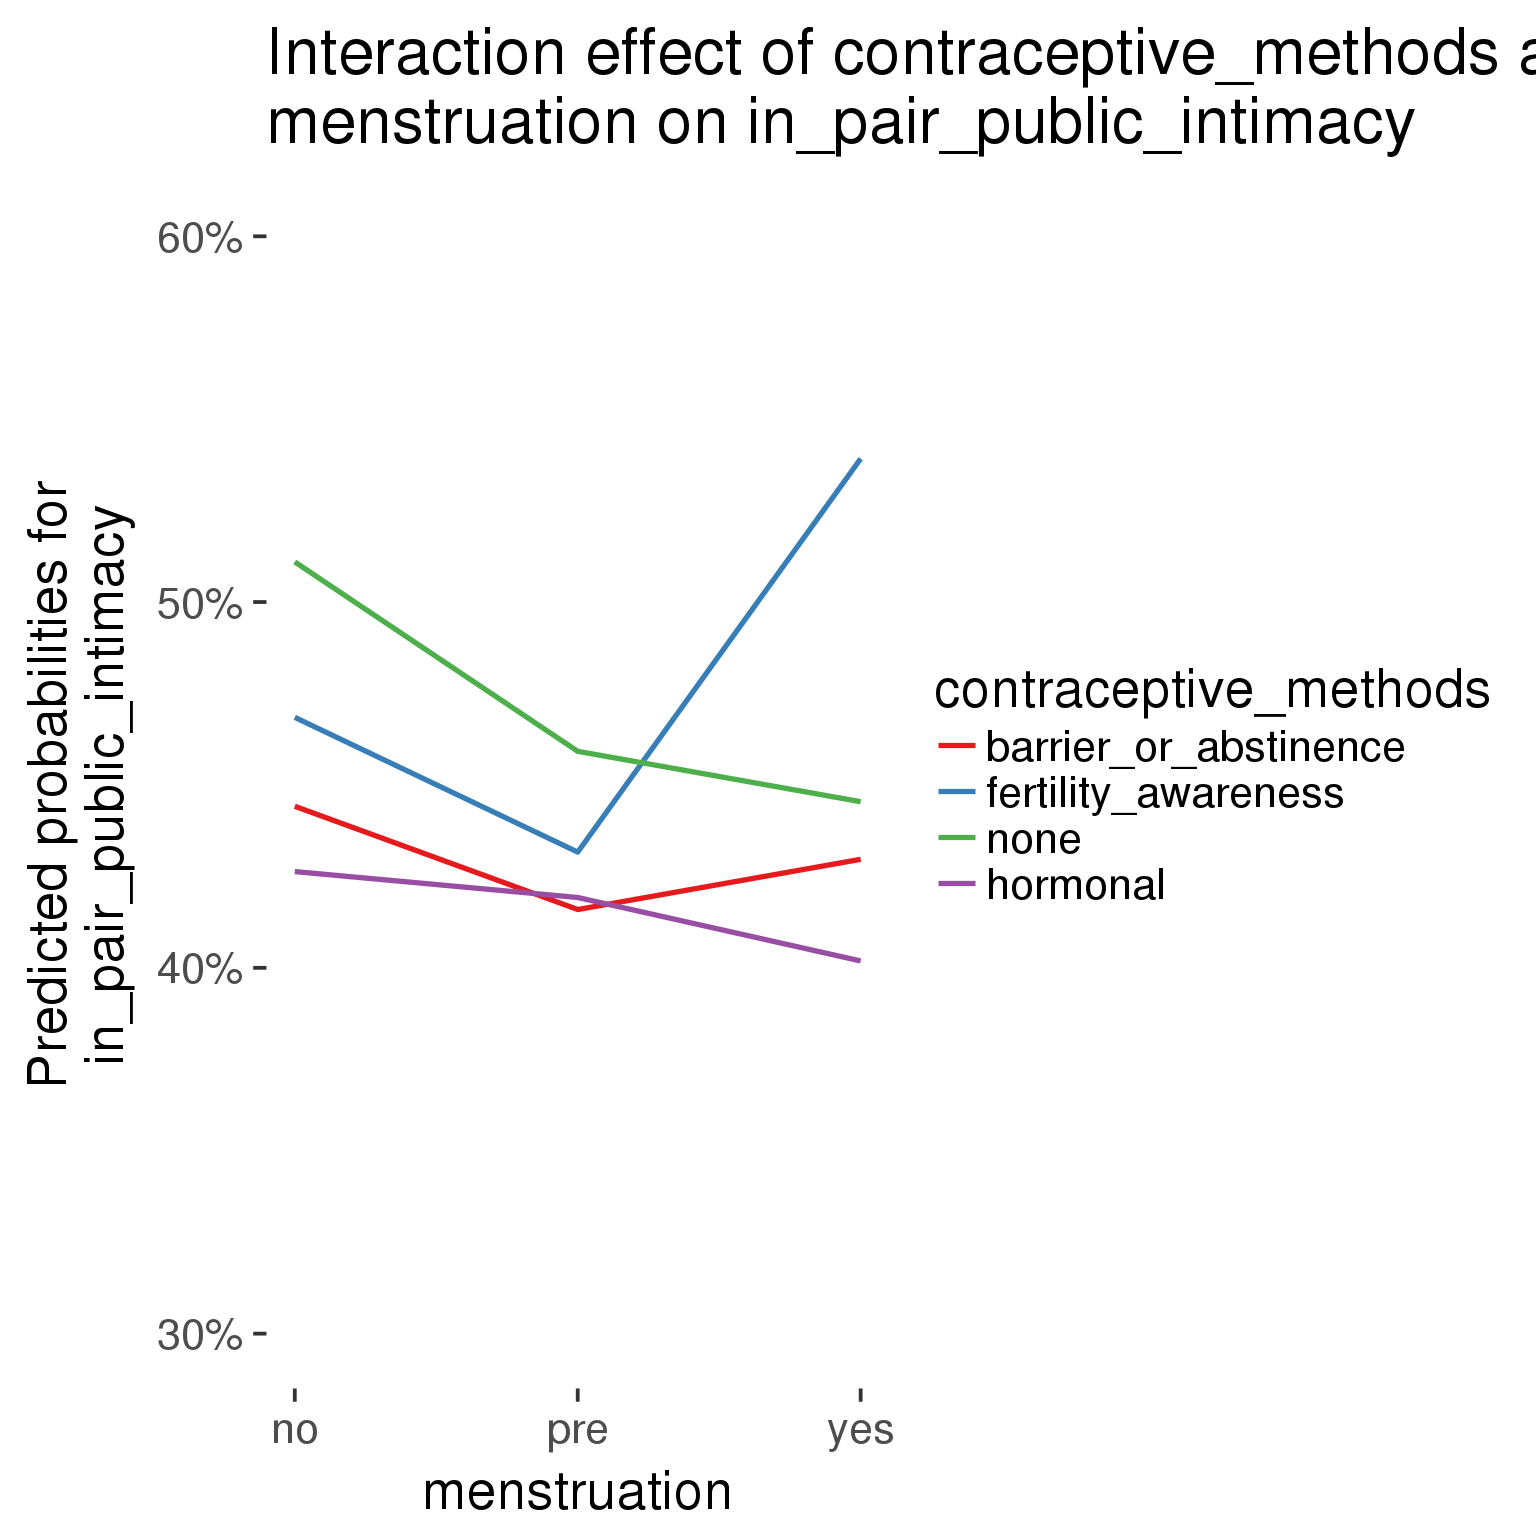 Interaction effect of contraceptive_methods a
menstruation on in_pair_public_intimacy
Predicted probabilities for
in_pair_public_intimacy
60%
50%
40%
30%
no
pre
yes
menstruation
contraceptive_methods
barrier_or_abstinence
fertility_awareness
none
hormonal